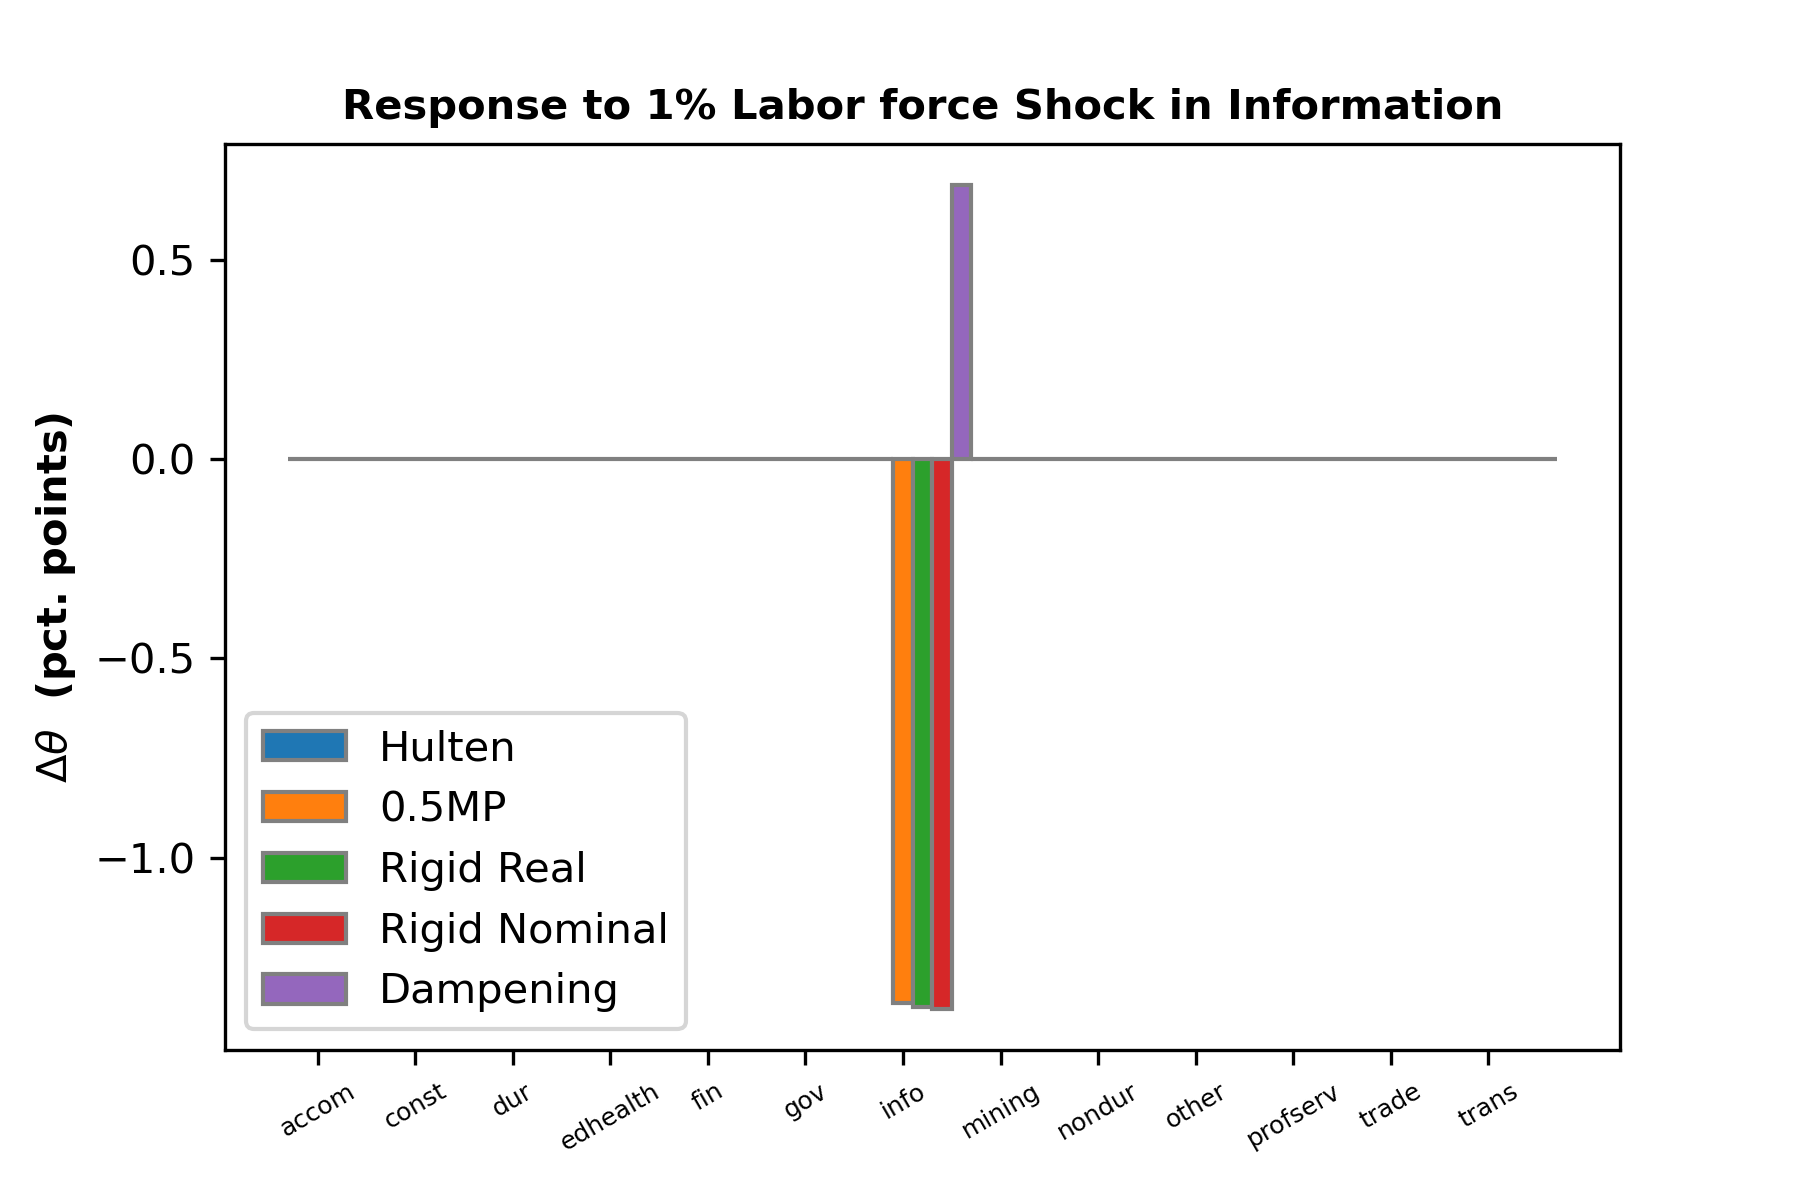 Response to 1% Labor force Shock in Information
Δθ (pct. points)
0.5
0.0
−0.5
−1.0
Hulten
0.5MP
Rigid Real
Rigid Nominal
Dampening
accom const dur edhealth fin gov info mining nondur other profserv trade trans